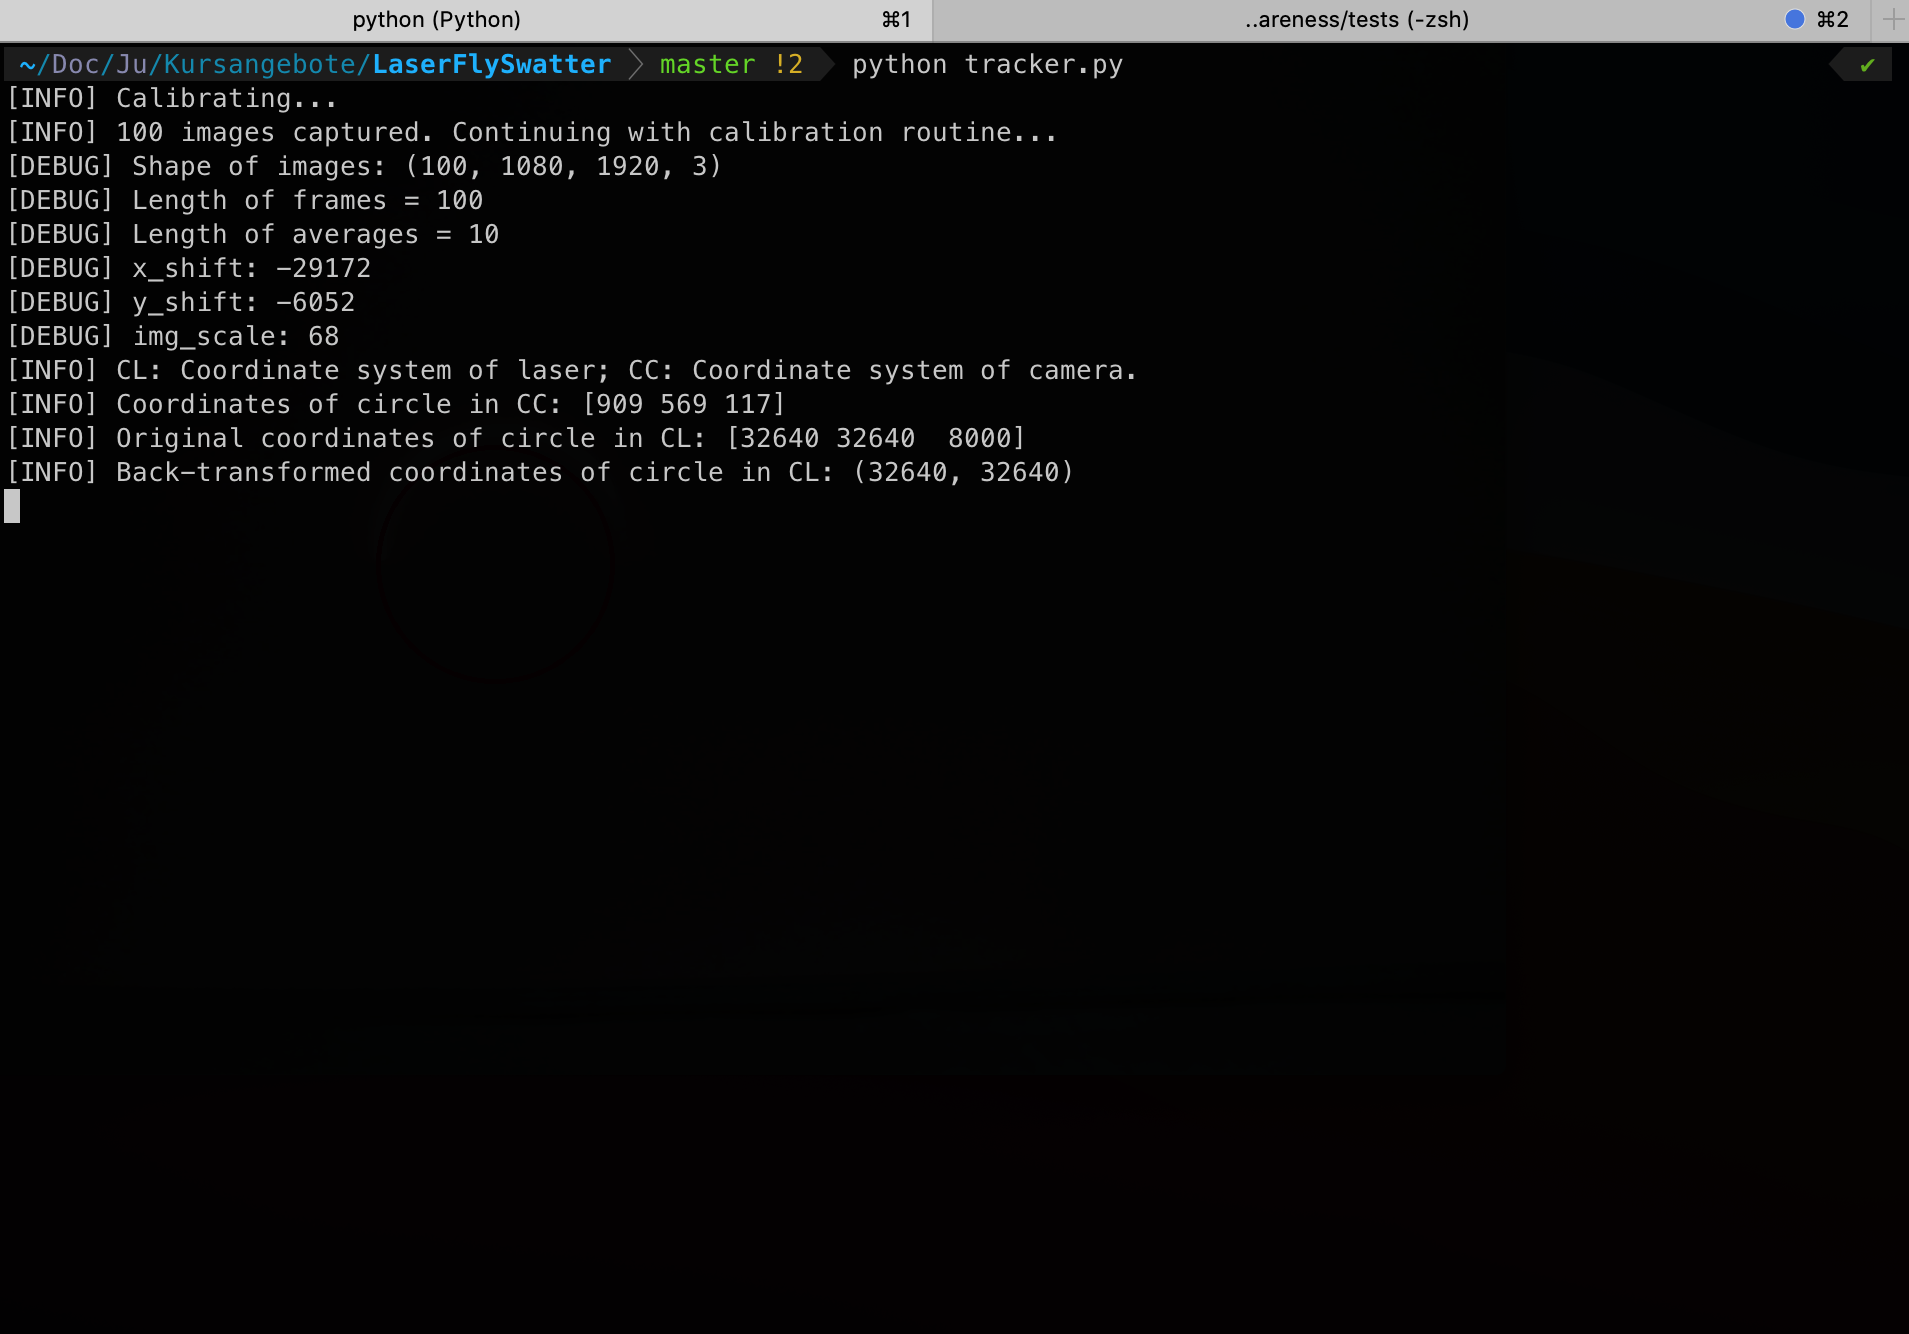 python (Python) ⌘1 ..areness/tests (-zsh) ⌘2
~/Doc/Ju/Kursangebote/LaserFlySwatter master !2 python tracker.py ✔
[INFO] Calibrating...
[INFO] 100 images captured. Continuing with calibration routine...
[DEBUG] Shape of images: (100, 1080, 1920, 3)
[DEBUG] Length of frames = 100
[DEBUG] Length of averages = 10
[DEBUG] x_shift: -29172
[DEBUG] y_shift: -6052
[DEBUG] img_scale: 68
[INFO] CL: Coordinate system of laser; CC: Coordinate system of camera.
[INFO] Coordinates of circle in CC: [909 569 117]
[INFO] Original coordinates of circle in CL: [32640 32640  8000]
[INFO] Back-transformed coordinates of circle in CL: (32640, 32640)